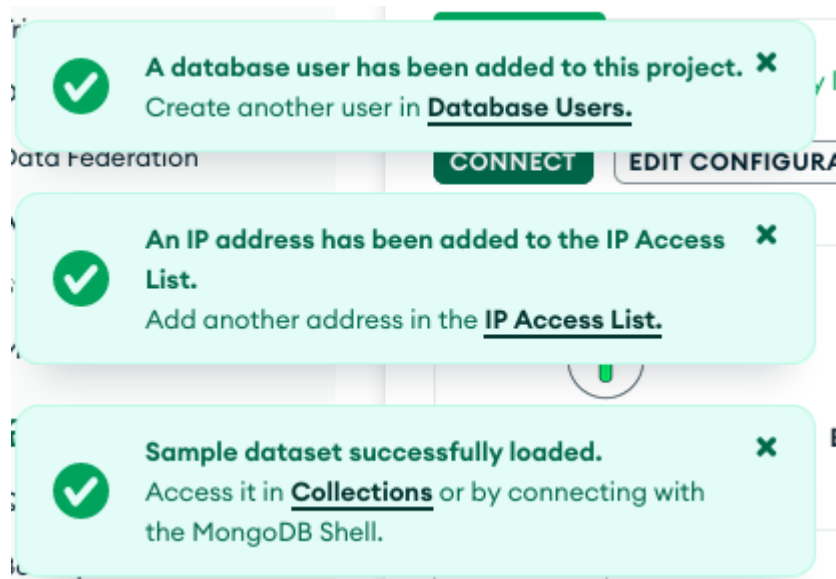 A database user has been added to this project.
Create another user in Database Users.
Data Federation
CONNECT
EDIT CONFIGURA
An IP address has been added to the IP Access
List.
Add another address in the IP Access List.
Sample dataset successfully loaded.
Access it in Collections or by connecting with
the MongoDB Shell.